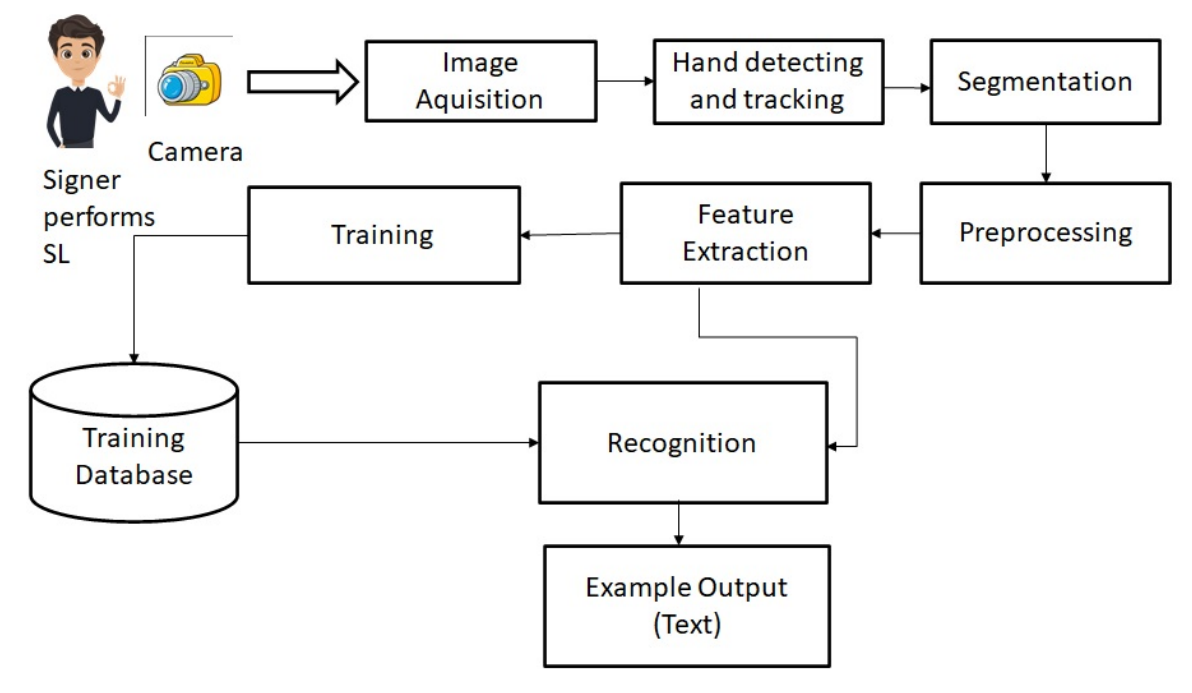 Image
Aquisition
Hand detecting
and tracking
Segmentation
Camera
Signer
performs
SL
Training
Feature
Extraction
Preprocessing
Training
Database
Recognition
Example Output
(Text)